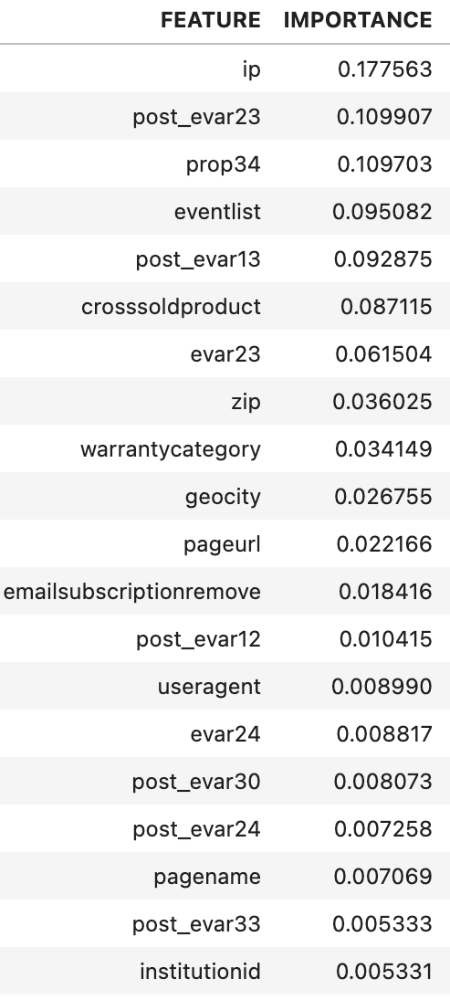 FEATURE IMPORTANCE
ip 0.177563
post_evar23 0.109907
prop34 0.109703
eventlist 0.095082
post_evar13 0.092875
crosssoldproduct 0.087115
evar23 0.061504
zip 0.036025
warrantycategory 0.034149
geocity 0.026755
pageurl 0.022166
emailsubscriptionremove 0.018416
post_evar12 0.010415
useragent 0.008990
evar24 0.008817
post_evar30 0.008073
post_evar24 0.007258
pagename 0.007069
post_evar33 0.005333
institutionid 0.005331